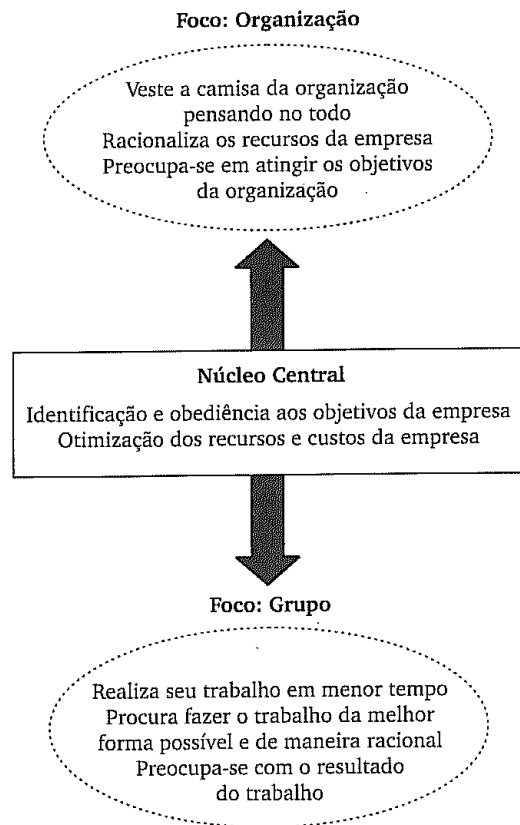 Foco: Organização
Veste a camisa da organização
pensando no todo
Racionaliza os recursos da empresa
Preocupa-se em atingir os objetivos
da organização
Núcleo Central
Identificação e obediência aos objetivos da empresa
Otimização dos recursos e custos da empresa
Foco: Grupo
Realiza seu trabalho em menor tempo
Procura fazer o trabalho da melhor
forma possível e de maneira racional
Preocupa-se com o resultado
do trabalho